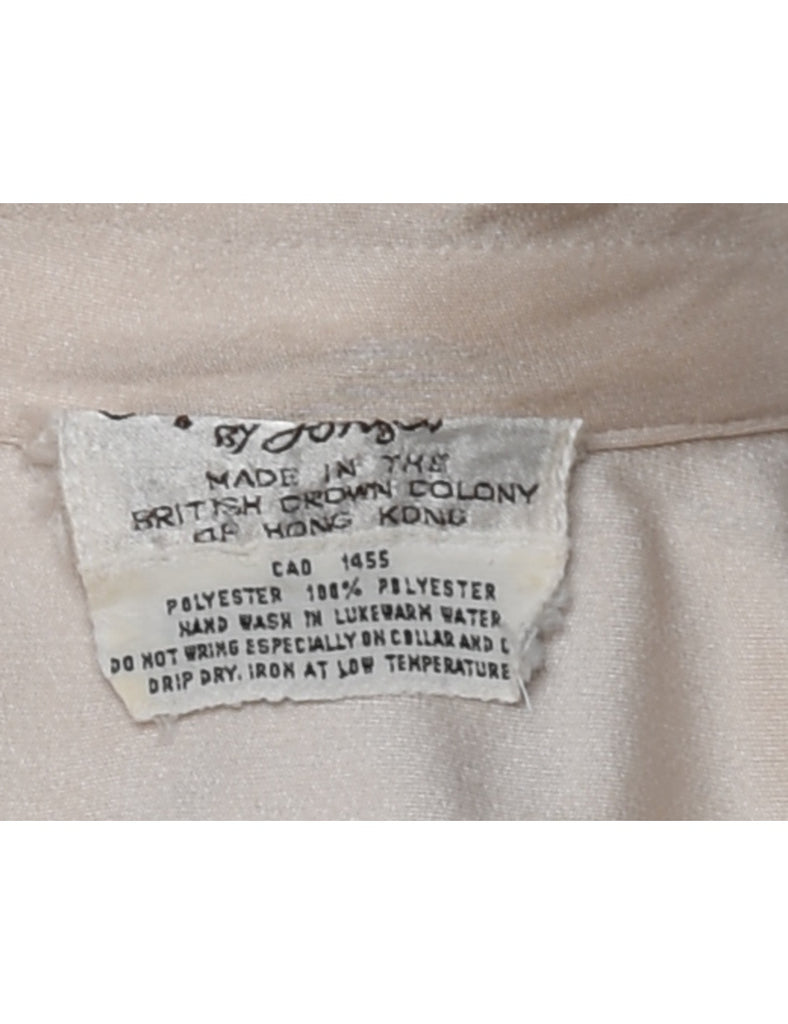 By
MADE IN THE
BRITISH CROWN COLONY
OF HONG KONG
CAO 1455
POLYESTER 100% POLYESTER
HAND WASH IN LUKEWARM WATER
DO NOT WRING ESPECIALLY ON COLLAR AND C
DRIP DRY. IRON AT LOW TEMPERATURE